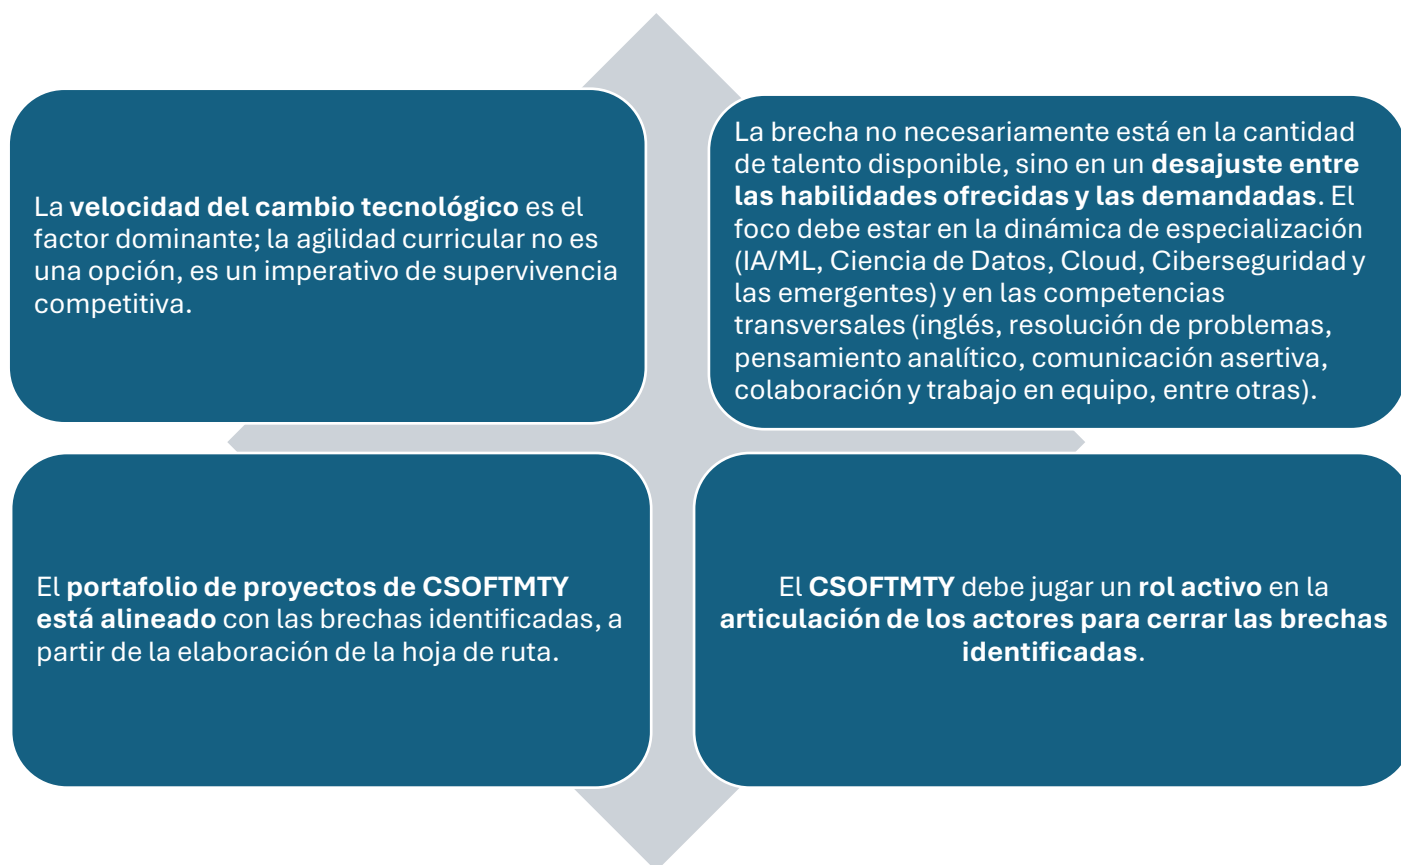 La velocidad del cambio tecnológico es el
factor dominante; la agilidad curricular no es
una opción, es un imperativo de supervivencia
competitiva.
La brecha no necesariamente está en la cantidad
de talento disponible, sino en un desajuste entre
las habilidades ofrecidas y las demandadas. El
foco debe estar en la dinámica de especialización
(IA/ML, Ciencia de Datos, Cloud, Ciberseguridad y
las emergentes) y en las competencias
transversales (inglés, resolución de problemas,
pensamiento analítico, comunicación asertiva,
colaboración y trabajo en equipo, entre otras).
El portafolio de proyectos de CSOFTMTY
está alineado con las brechas identificadas, a
partir de la elaboración de la hoja de ruta.
El CSOFTMTY debe jugar un rol activo en la
articulación de los actores para cerrar las brechas
identificadas.